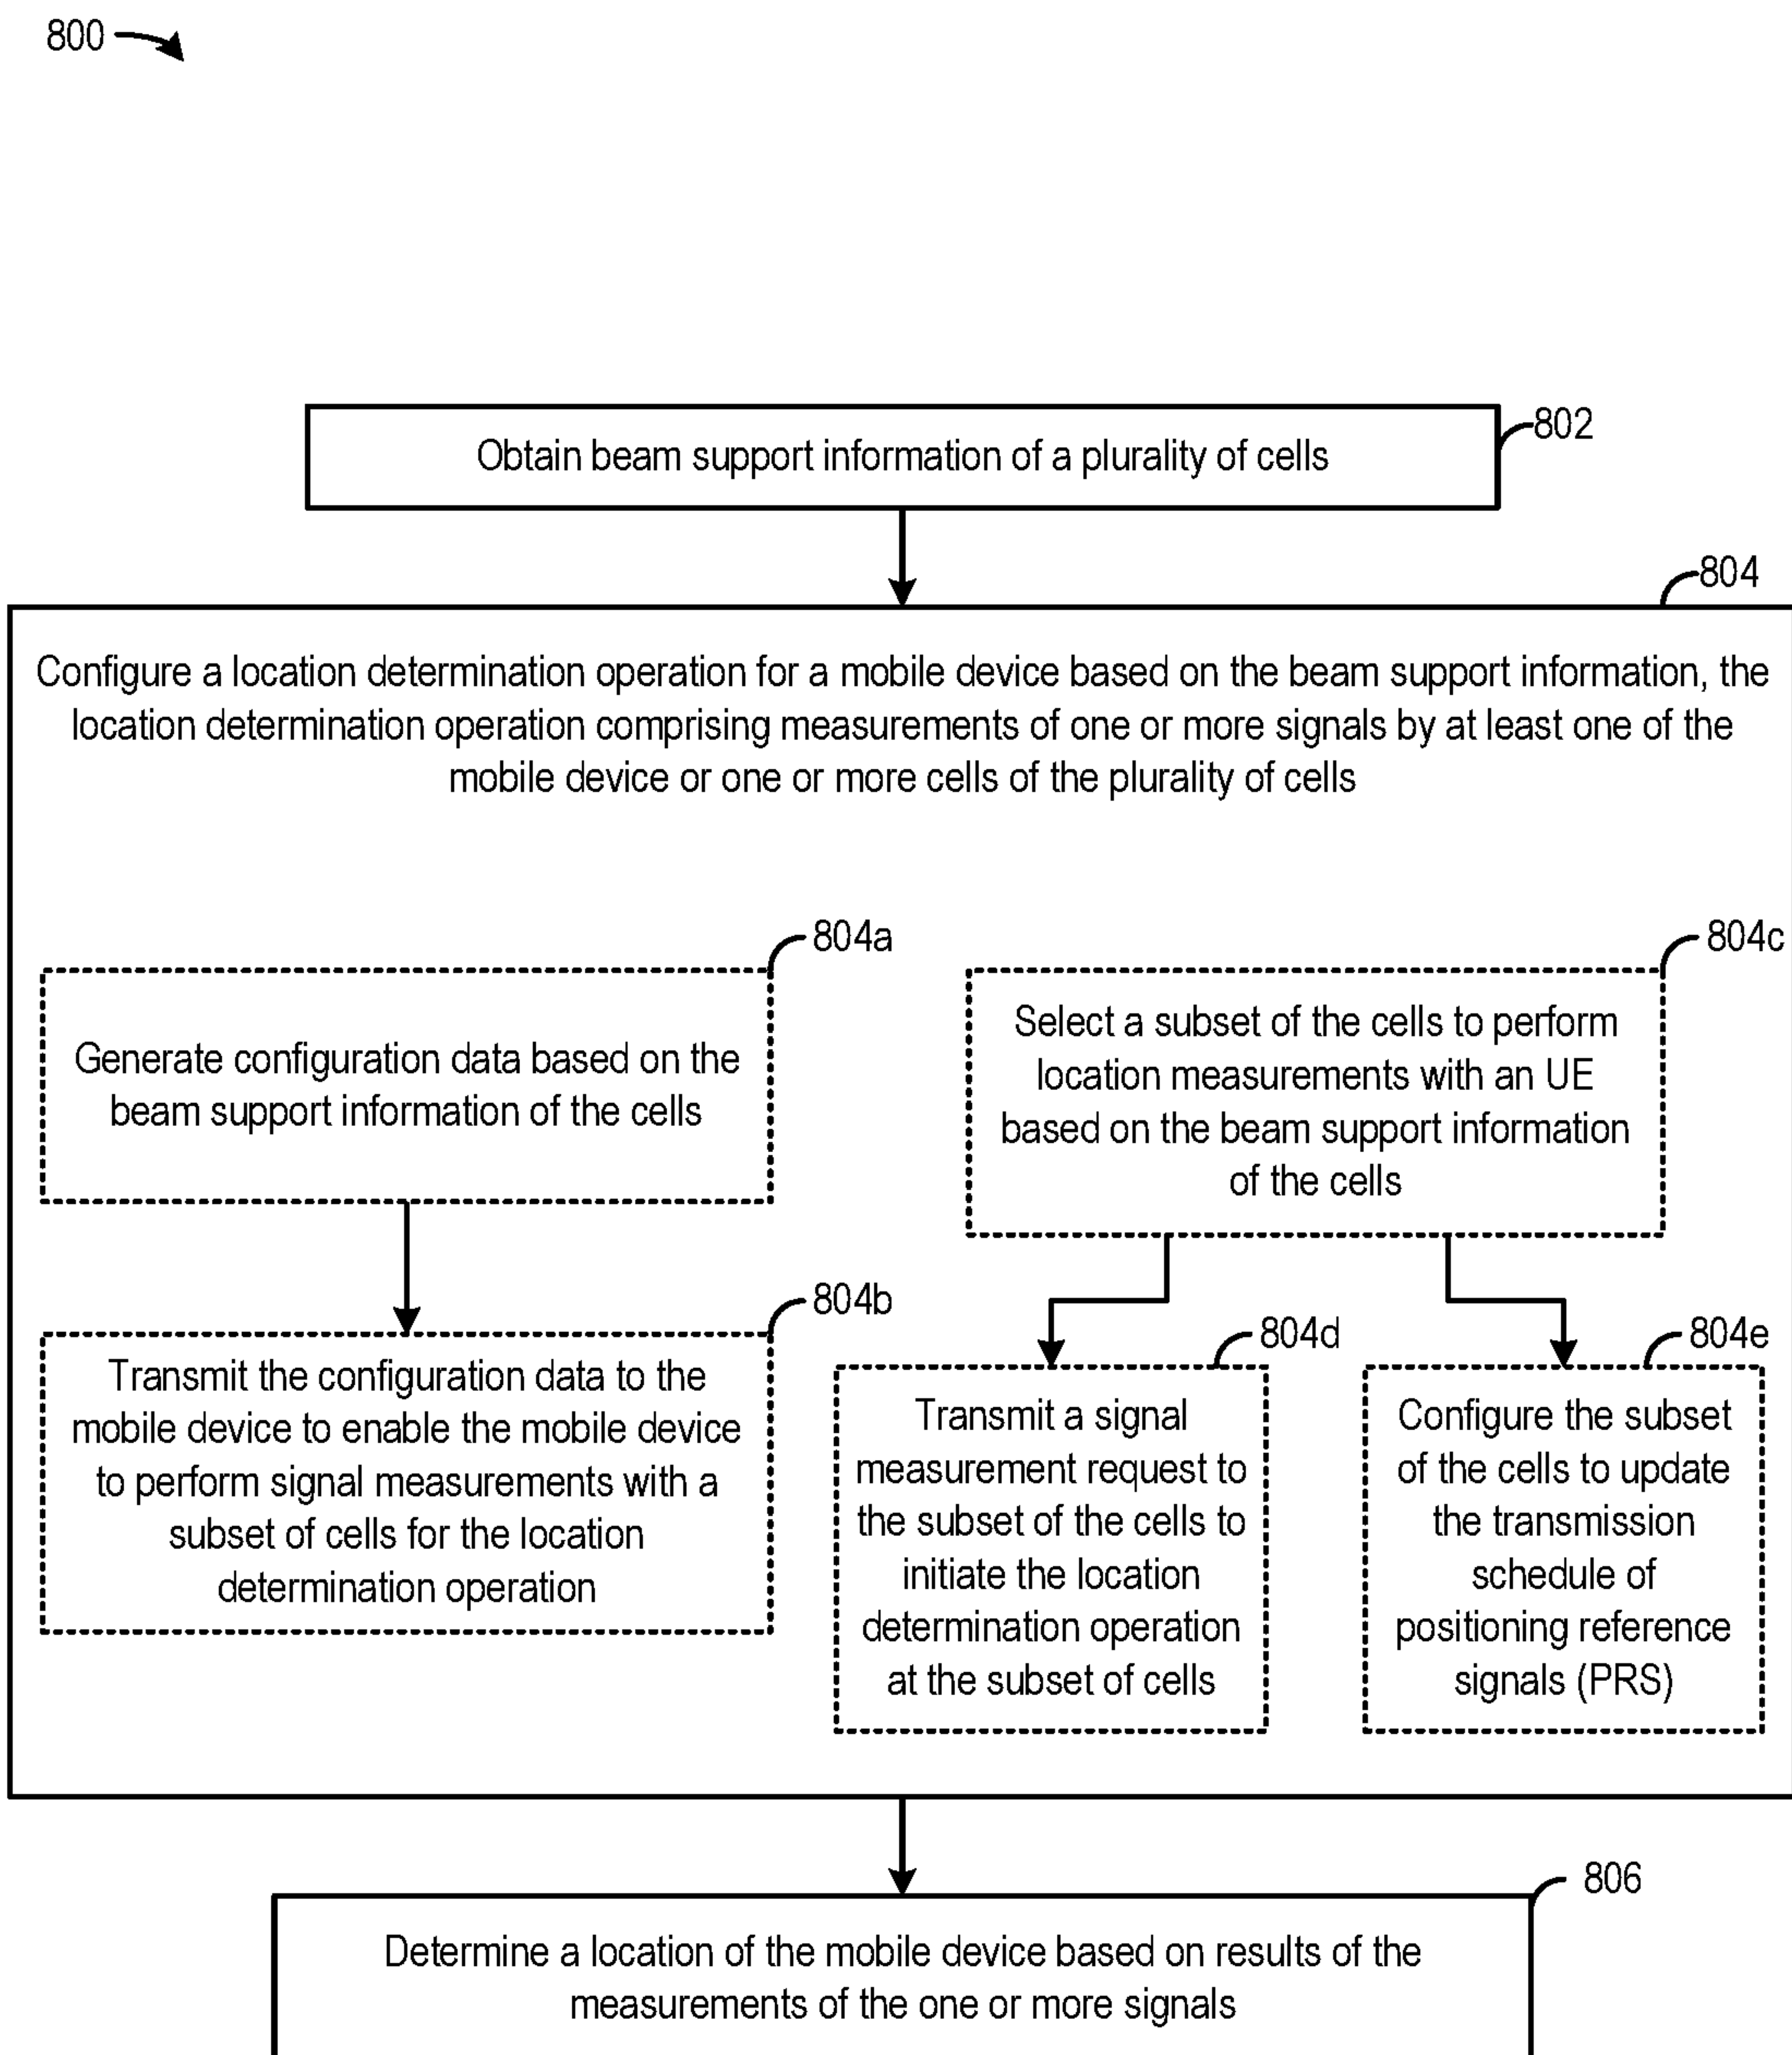 800
802
Obtain beam support information of a plurality of cells
804
Configure a location determination operation for a mobile device based on the beam support information, the
location determination operation comprising measurements of one or more signals by at least one of the
mobile device or one or more cells of the plurality of cells
804a
Generate configuration data based on the
beam support information of the cells
804b
Transmit the configuration data to the
mobile device to enable the mobile device
to perform signal measurements with a
subset of cells for the location
determination operation
804c
Select a subset of the cells to perform
location measurements with an UE
based on the beam support information
of the cells
804d
Transmit a signal
measurement request to
the subset of the cells to
initiate the location
determination operation
at the subset of cells
804e
Configure the subset
of the cells to update
the transmission
schedule of
positioning reference
signals (PRS)
806
Determine a location of the mobile device based on results of the
measurements of the one or more signals